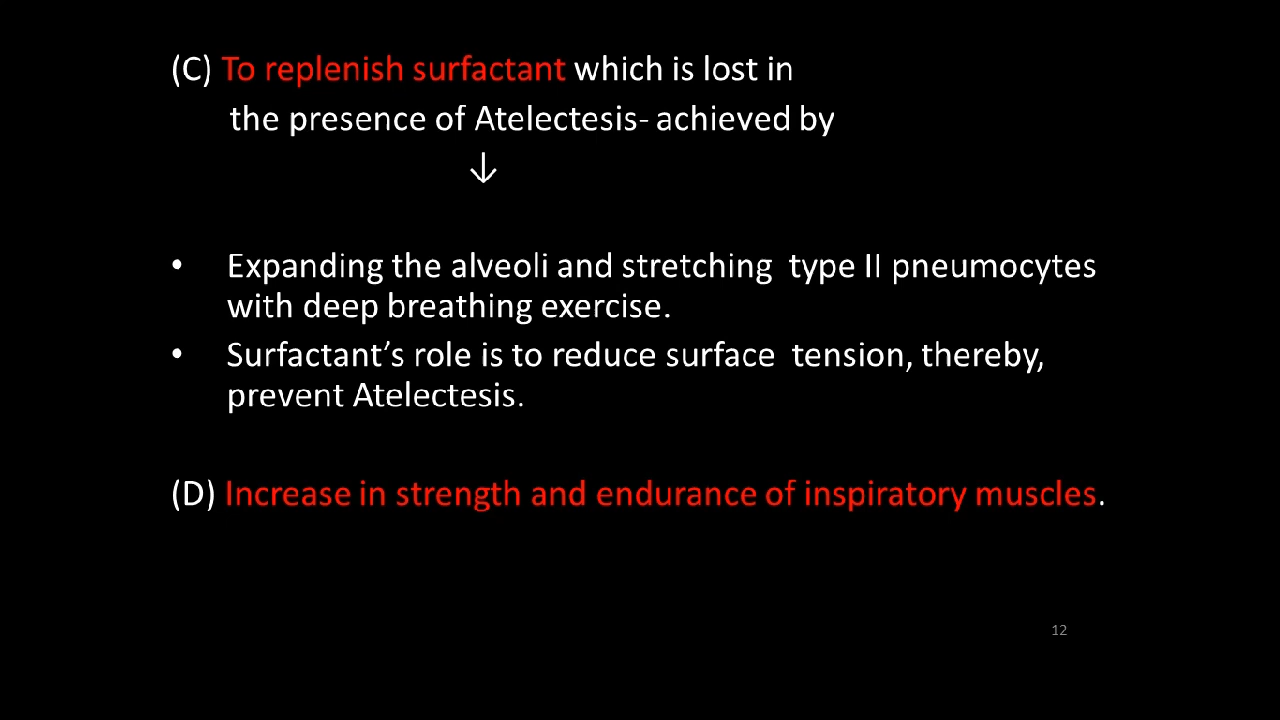 (C) To replenish surfactant which is lost in
the presence of Atelectesis- achieved by
↓
• Expanding the alveoli and stretching  type II pneumocytes
with deep breathing exercise.
• Surfactant’s role is to reduce surface  tension, thereby,
prevent Atelectesis.
(D) Increase in strength and endurance of inspiratory muscles.
12